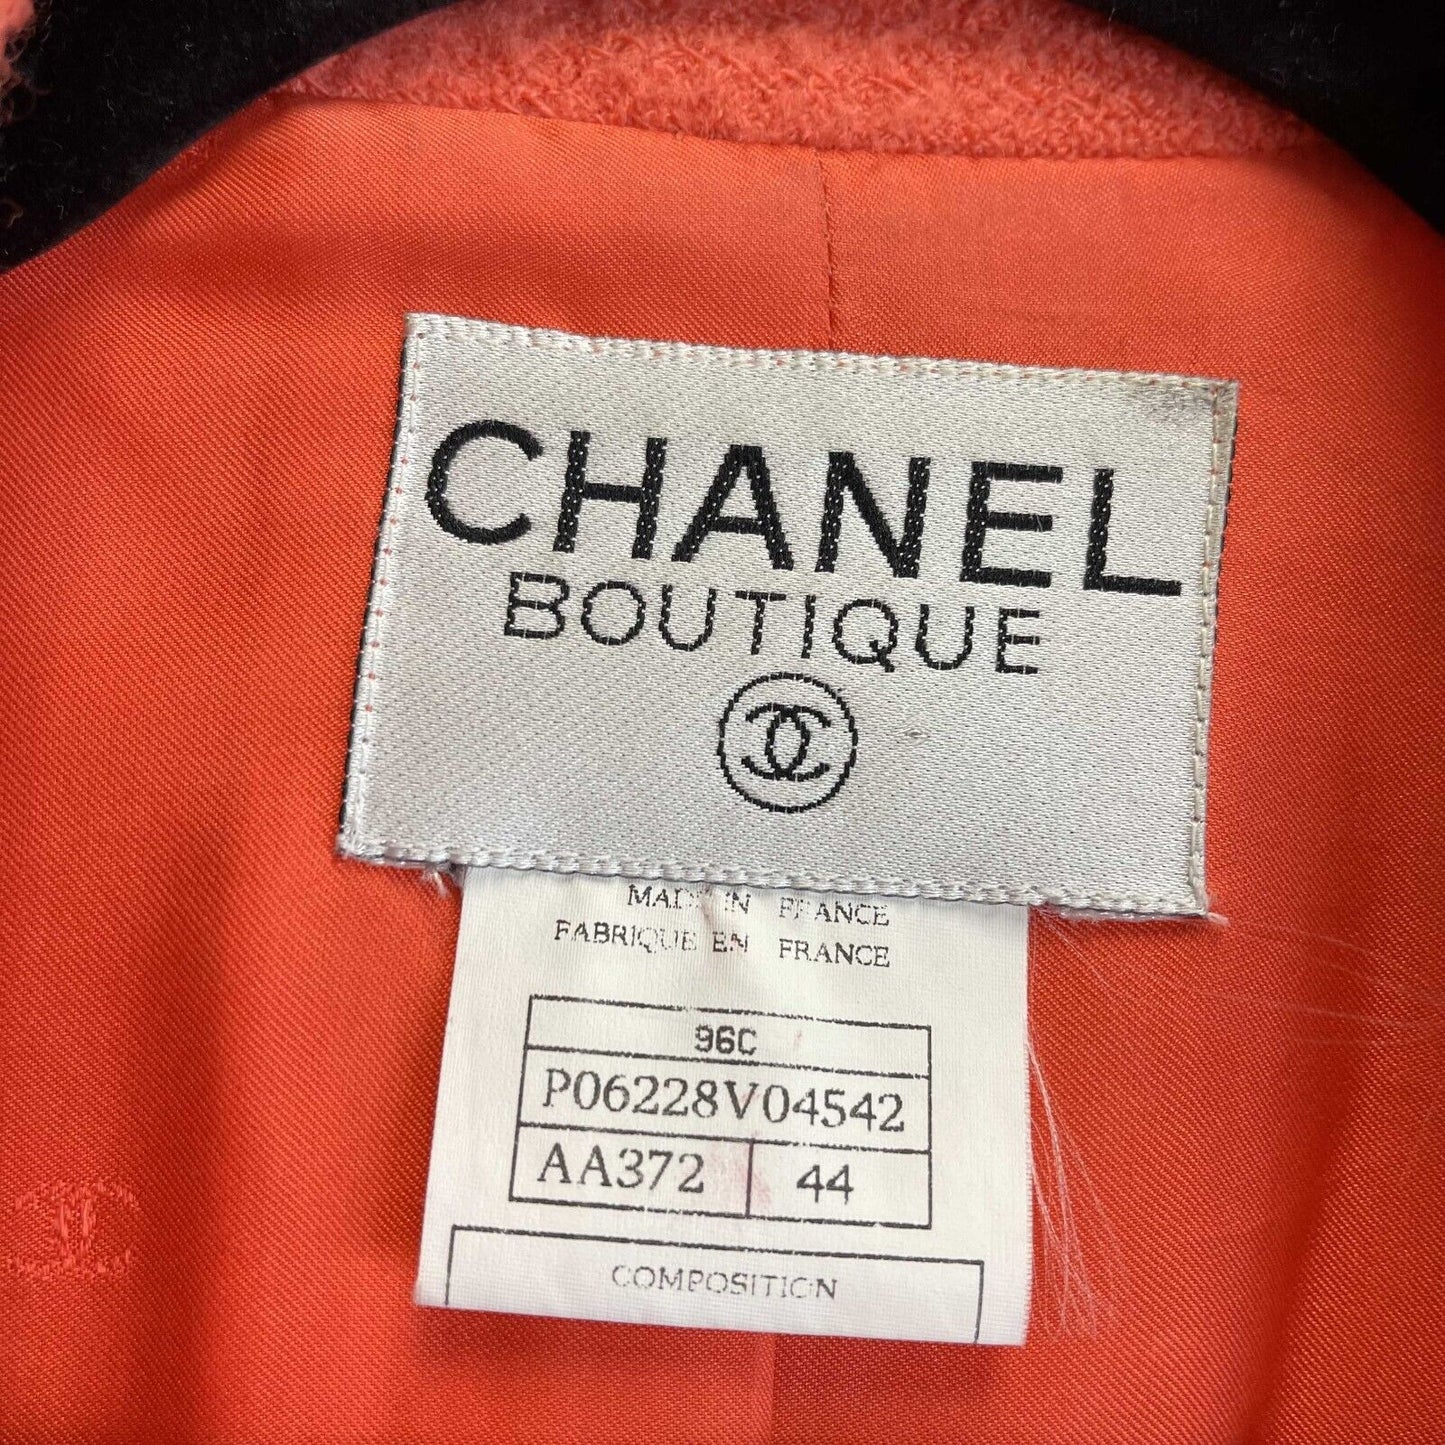 CHANEL
BOUTIQUE
MADE IN FRANCE
FABRIQUE EN FRANCE
96C
P06228V04542
AA372 44
COMPOSITION